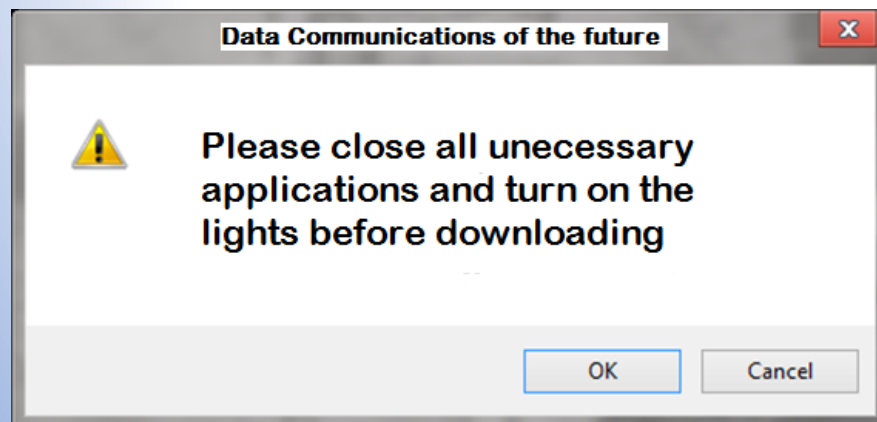 Data Communications of the future
Please close all unecessary
applications and turn on the
lights before downloading
OK
Cancel